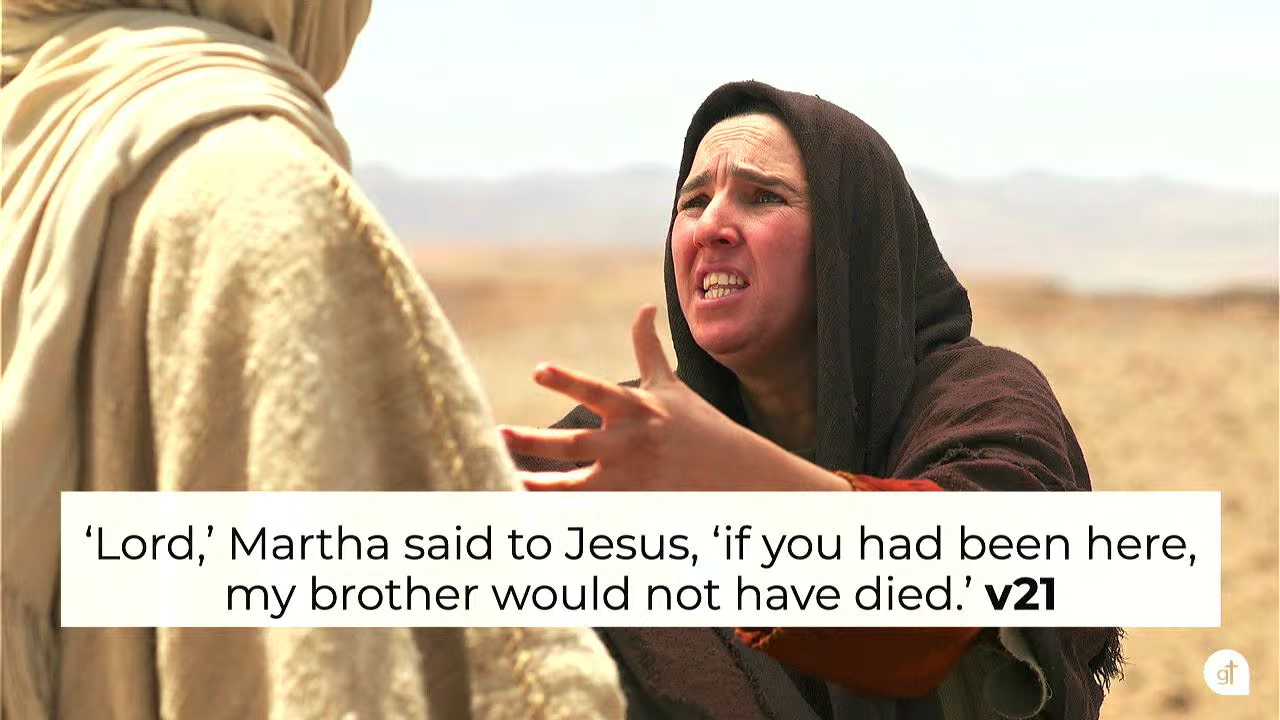 ‘Lord,’ Martha said to Jesus, ‘if you had been here,
my brother would not have died.’ v21
gt